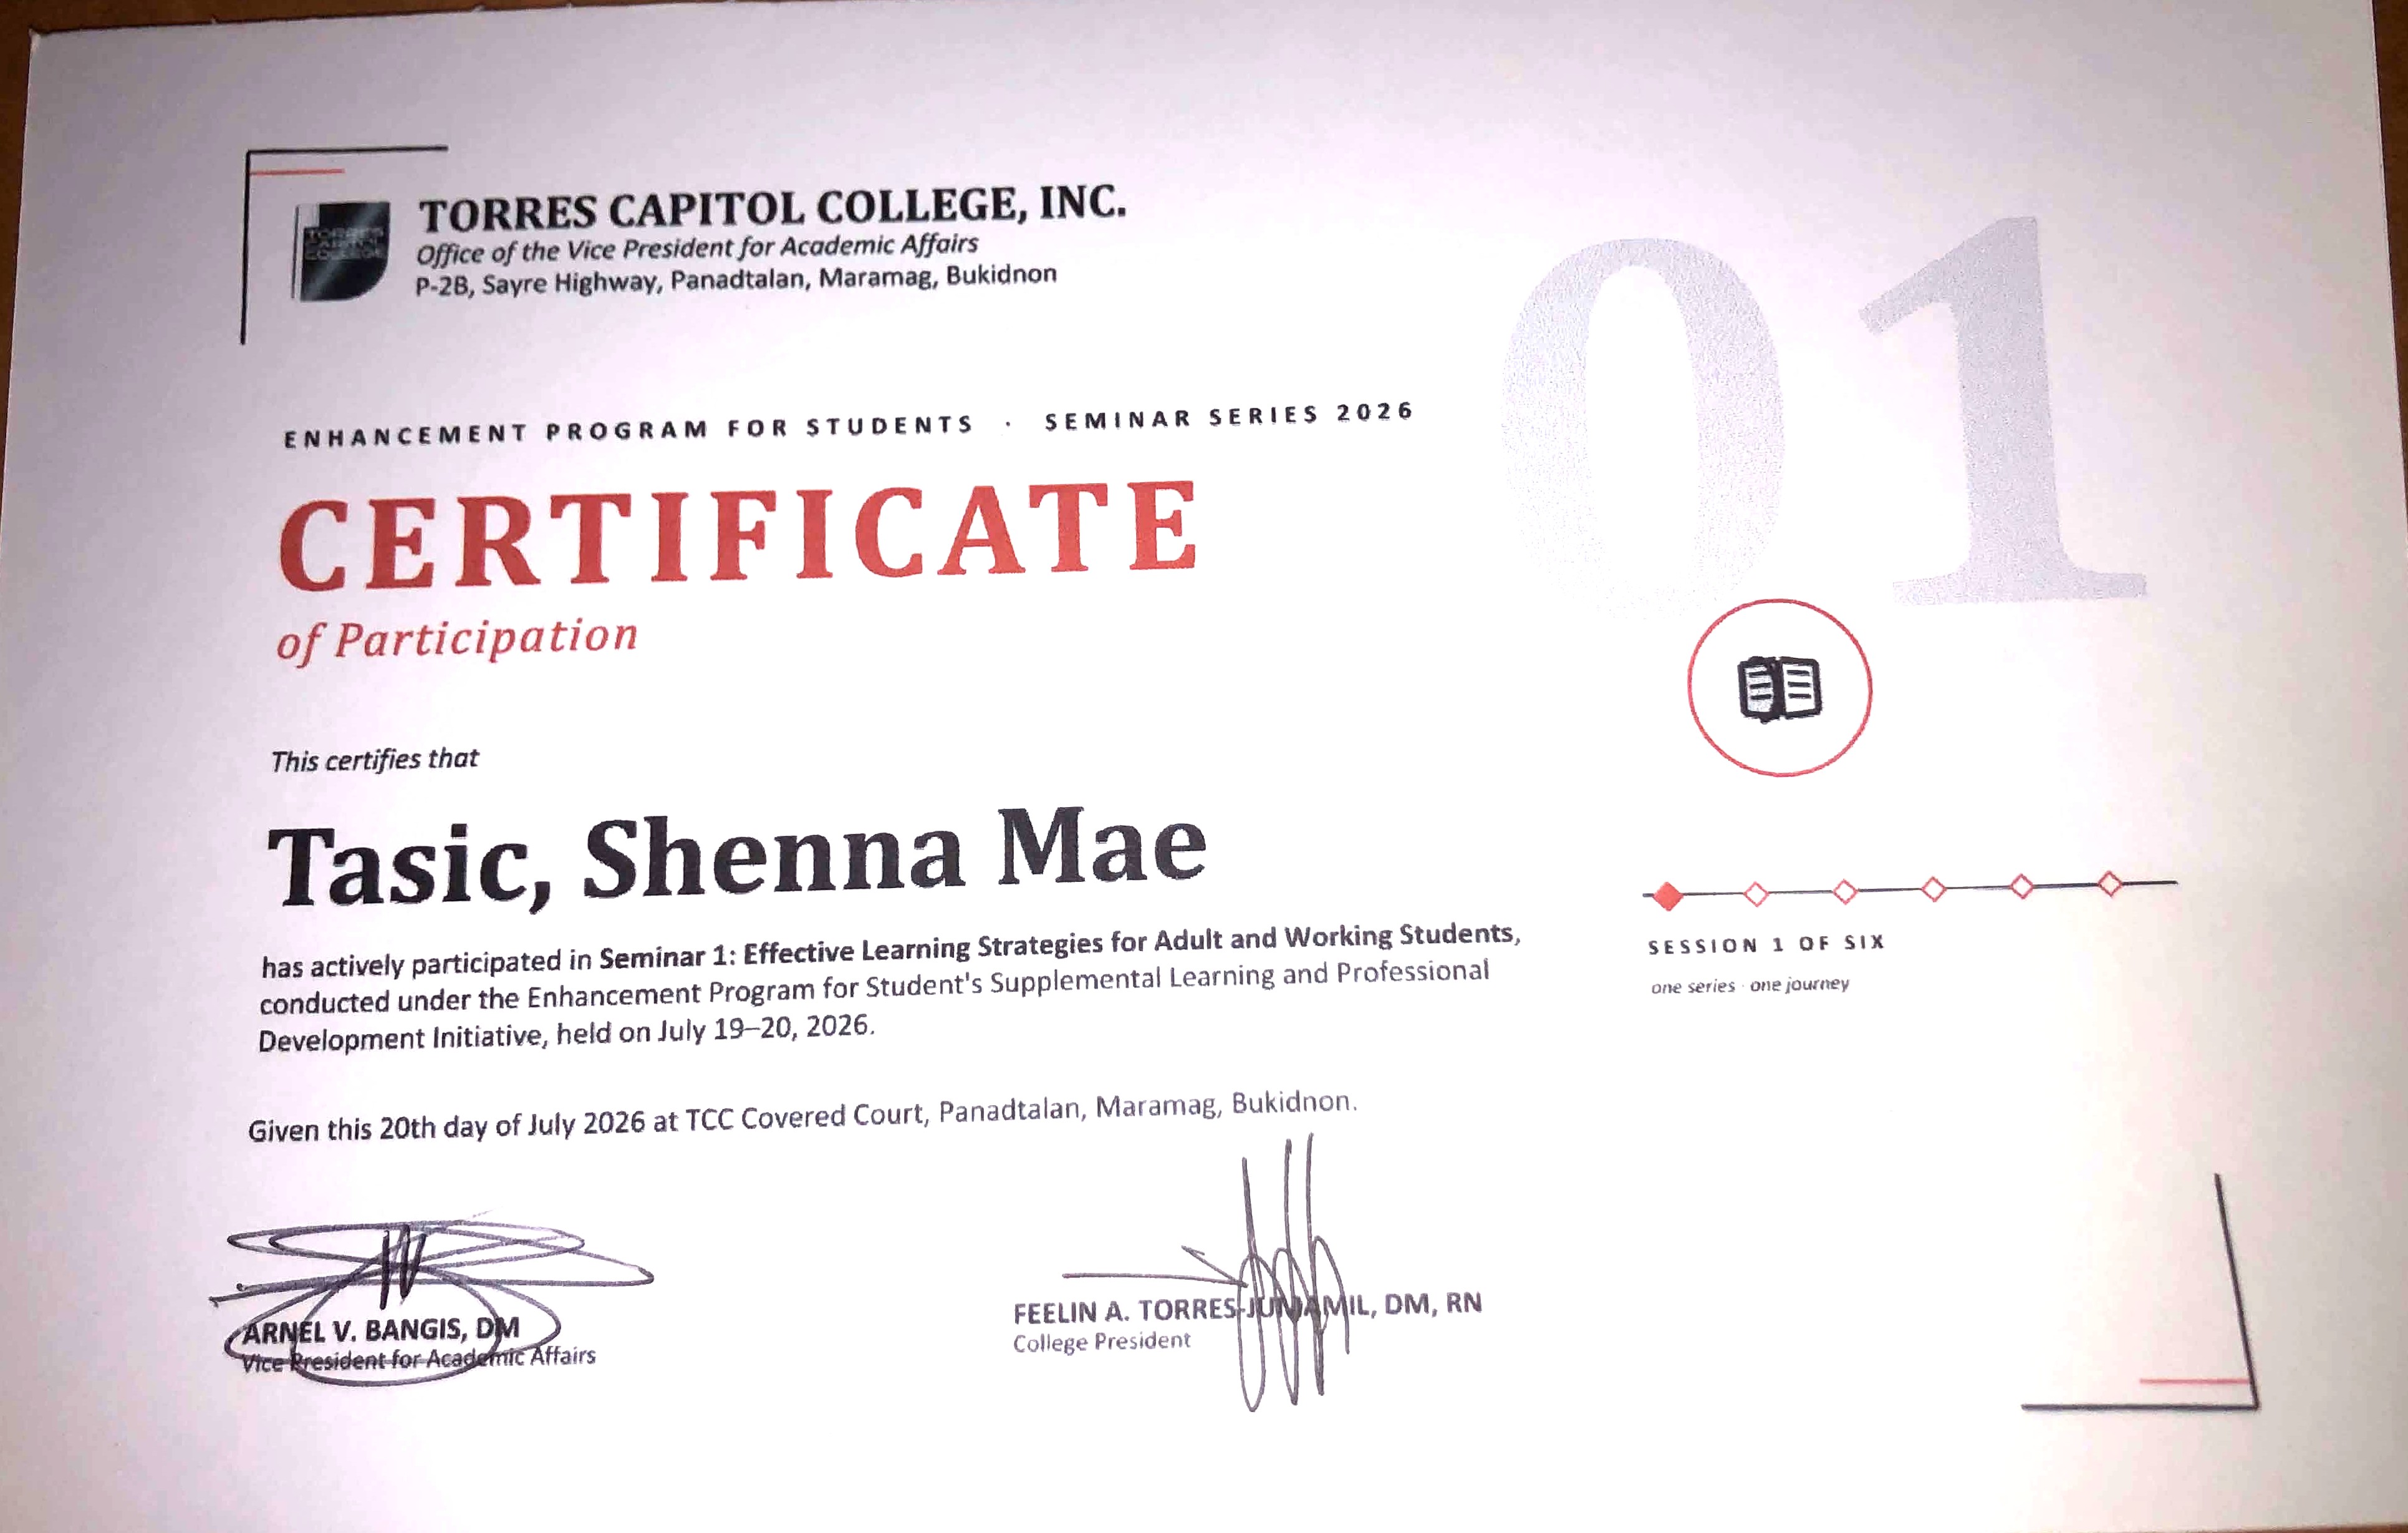 TORRES CAPITOL COLLEGE, INC.
Office of the Vice President for Academic Affairs
P-2B, Sayre Highway, Panadtalan, Maramag, Bukidnon
TORRES
CAPITOL
COLLEGE
01
ENHANCEMENT PROGRAM FOR STUDENTS · SEMINAR SERIES 2026
CERTIFICATE
of Participation
This certifies that
Tasic, Shenna Mae
has actively participated in Seminar 1: Effective Learning Strategies for Adult and Working Students,
conducted under the Enhancement Program for Student's Supplemental Learning and Professional
Development Initiative, held on July 19–20, 2026.
SESSION 1 OF SIX
one series · one journey
Given this 20th day of July 2026 at TCC Covered Court, Panadtalan, Maramag, Bukidnon.
ARNEL V. BANGIS, DM
Vice President for Academic Affairs
FEELIN A. DM, RN
College President